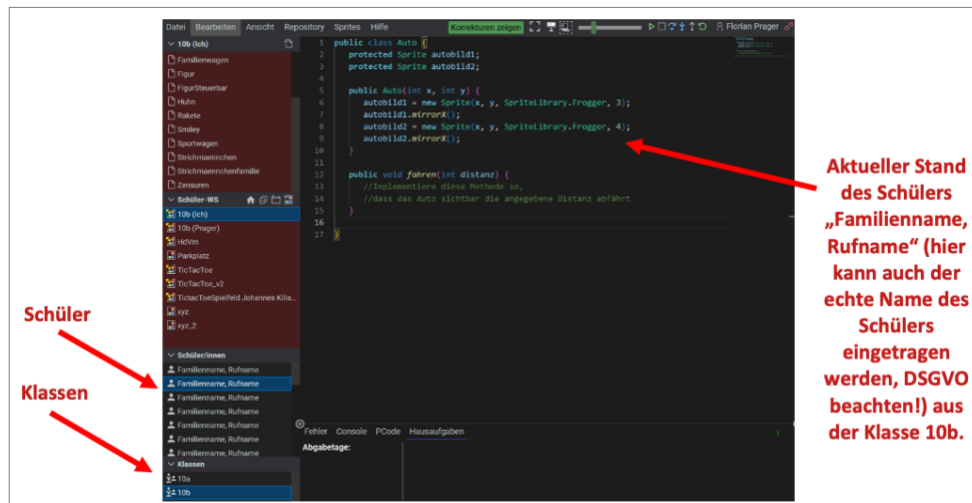 Datei Bearbeiten Ansicht Repository Sprites Hilfe Korrekturen zeigen Florian Prager
10b (Ich)
Familienwagen
Figur
FigurSteuerbar
Huhn
Rakete
Smiley
Sportwagen
Strichmaennchen
Strichmaennchenfamilie
Zensuren
Schüler-WS
10b (Ich)
10b (Prager)
HdVm
Parkplatz
TicTacToe
TicTacToe_v2
TictacToeSpielfeld Johannes Kilia...
xyz
xyz_2
Schüler/innen
Familienname, Rufname
Familienname, Rufname
Familienname, Rufname
Familienname, Rufname
Familienname, Rufname
Familienname, Rufname
Familienname, Rufname
Klassen
10a
10b
1 public class Auto {
2 protected Sprite autobild1;
3 protected Sprite autobild2;
4
5 public Auto(int x, int y) {
6 autobild1 = new Sprite(x, y, SpriteLibrary.Frogger, 3);
7 autobild1.mirrorX();
8 autobild2 = new Sprite(x, y, SpriteLibrary.Frogger, 4);
9 autobild2.mirrorX();
10 }
11
12 public void fahren(int distanz) {
13 //Implementiere diese Methode so,
14 //dass das Auto sichtbar die angegebene Distanz abfährt
15 }
16
17 }
Fehler Console PCode Hausaufgaben
Abgabetage:
Schüler
Klassen
Aktueller Stand
des Schülers
„Familienname,
Rufname“ (hier
kann auch der
echte Name des
Schülers
eingetragen
werden, DSGVO
beachten!) aus
der Klasse 10b.